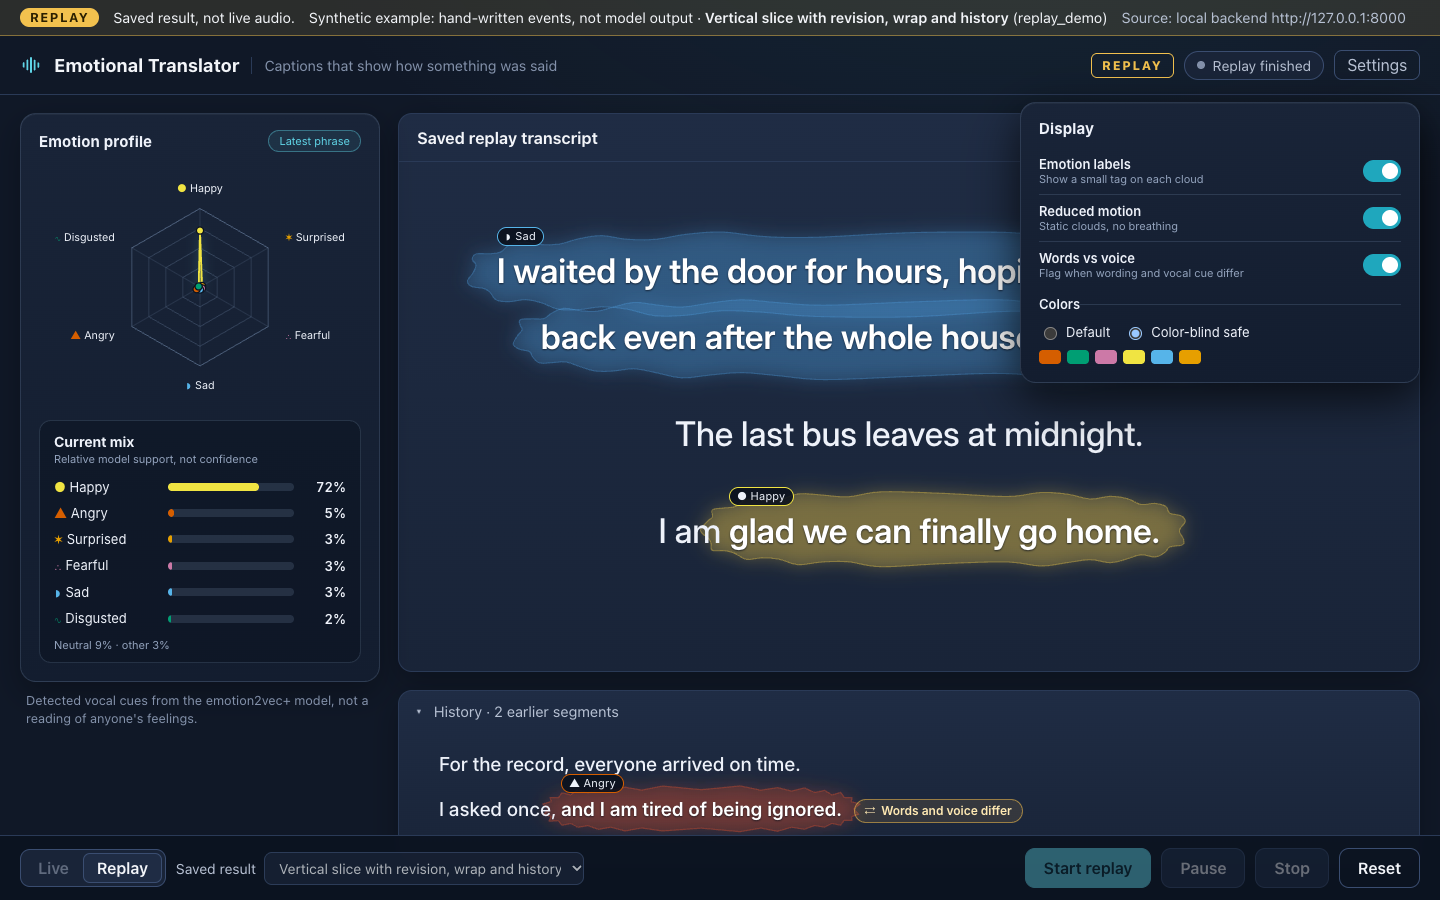 REPLAY Saved result, not live audio. Synthetic example: hand-written events, not model output · Vertical slice with revision, wrap and history (replay_demo) Source: local backend http://127.0.0.1:8000
Emotional Translator Captions that show how something was said
REPLAY Replay finished Settings
Emotion profile Latest phrase
Happy
Disgusted Surprised
Angry Fearful
Sad
Current mix
Relative model support, not confidence
Happy 72%
Angry 5%
Surprised 3%
Fearful 3%
Sad 3%
Disgusted 2%
Neutral 9% · other 3%
Detected vocal cues from the emotion2vec+ model, not a
reading of anyone's feelings.
Saved replay transcript
Sad
I waited by the door for hours,
back even after the whole
The last bus leaves at midnight.
Happy
I am glad we can finally go home.
Display
Emotion labels
Show a small tag on each cloud
Reduced motion
Static clouds, no breathing
Words vs voice
Flag when wording and vocal cue differ
Colors
Default Color-blind safe
History · 2 earlier segments
For the record, everyone arrived on time.
Angry
I asked once, and I am tired of being ignored. Words and voice differ
Live Replay Saved result Vertical slice with revision, wrap and history
Start replay Pause Stop Reset